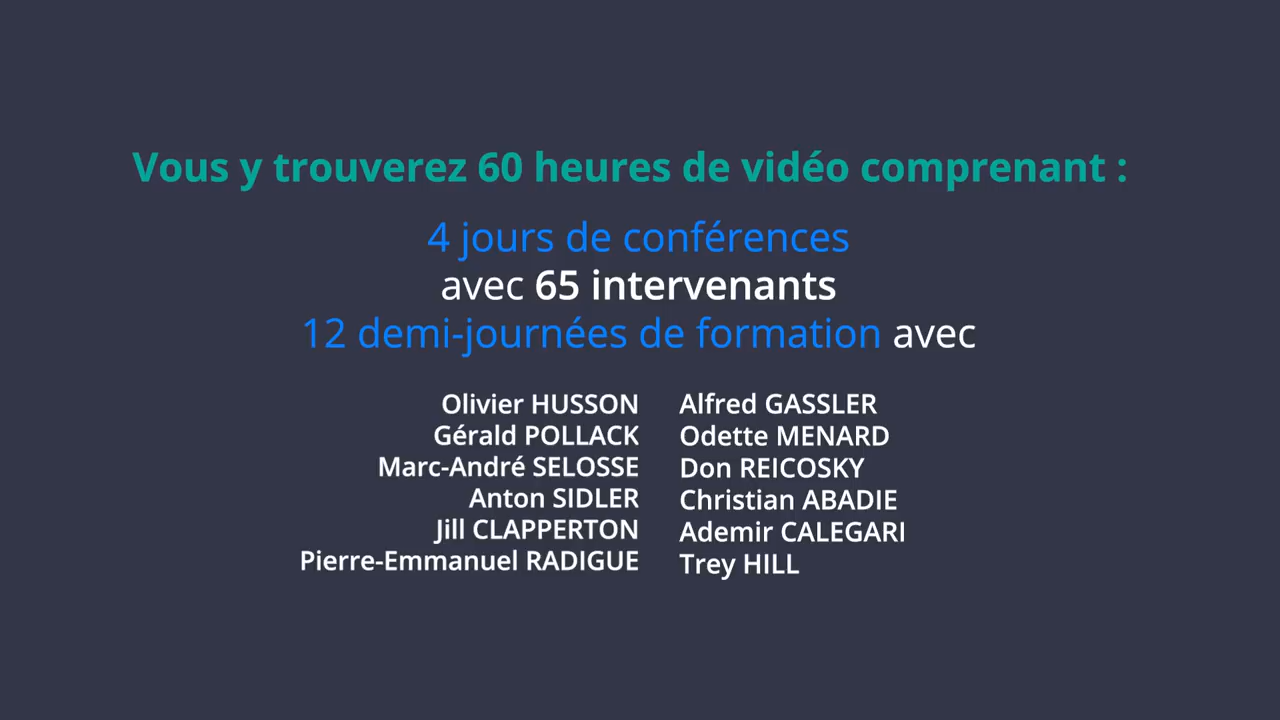 Vous y trouverez 60 heures de vidéo comprenant :
4 jours de conférences
avec 65 intervenants
12 demi-journées de formation avec
Olivier HUSSON
Gérald POLLACK
Marc-André SELOSSE
Anton SIDLER
Jill CLAPPERTON
Pierre-Emmanuel RADIGUE
Alfred GASSLER
Odette MENARD
Don REICOSKY
Christian ABADIE
Ademir CALEGARI
Trey HILL